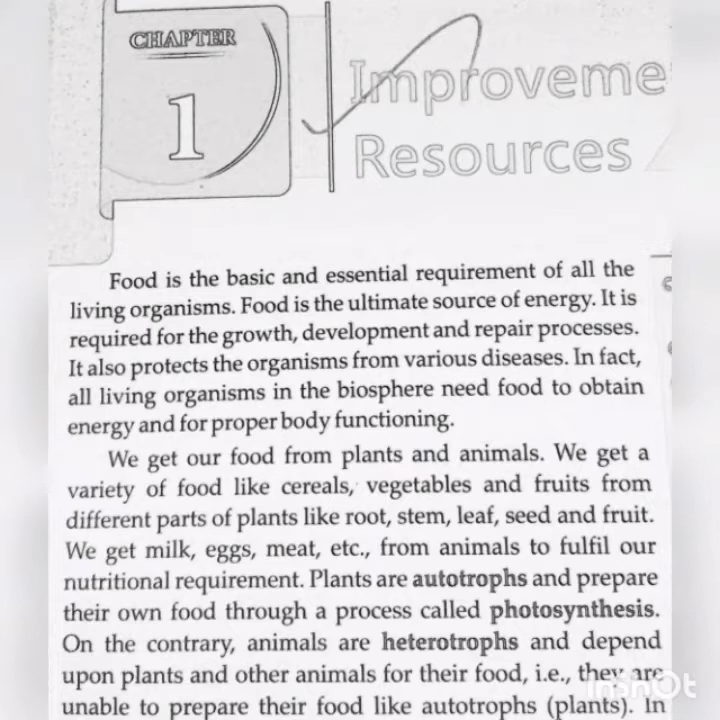 CHAPTER
1
Improveme
Resources
Food is the basic and essential requirement of all the
living organisms. Food is the ultimate source of energy. It is
required for the growth, development and repair processes.
It also protects the organisms from various diseases. In fact,
all living organisms in the biosphere need food to obtain
energy and for proper body functioning.
We get our food from plants and animals. We get a
variety of food like cereals, vegetables and fruits from
different parts of plants like root, stem, leaf, seed and fruit.
We get milk, eggs, meat, etc., from animals to fulfil our
nutritional requirement. Plants are autotrophs and prepare
their own food through a process called photosynthesis.
On the contrary, animals are heterotrophs and depend
upon plants and other animals for their food, i.e., they are
unable to prepare their food like autotrophs (plants). In
InShOt